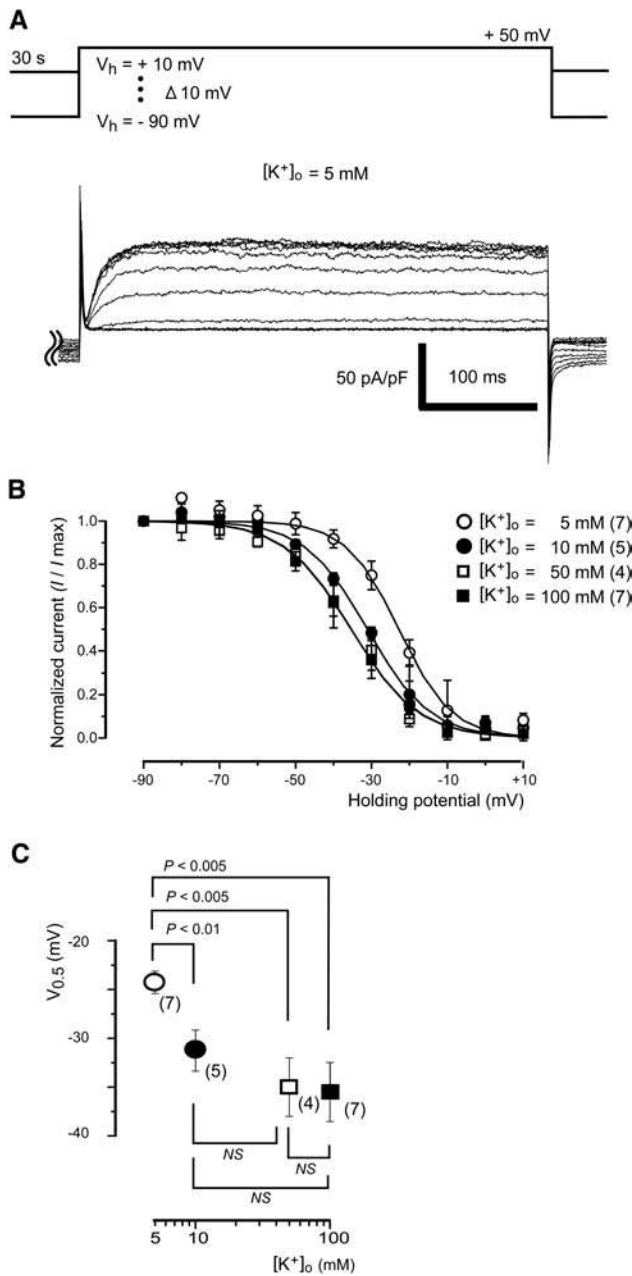 A
+ 50 mV
30 s
Vh = + 10 mV
Δ 10 mV
Vh = - 90 mV
[K+]o = 5 mM
50 pA/pF
100 ms
B
Normalized current (I / I max)
1.0
0.8
0.6
0.4
0.2
0.0
[K+]o = 5 mM (7)
[K+]o = 10 mM (5)
[K+]o = 50 mM (4)
[K+]o = 100 mM (7)
-90
-70
-50
-30
-10
+10
Holding potential (mV)
C
P < 0.005
P < 0.005
P < 0.01
V0.5 (mV)
-20
-30
-40
(7)
(5)
(4)
(7)
NS
NS
NS
5
10
100
[K+]o (mM)